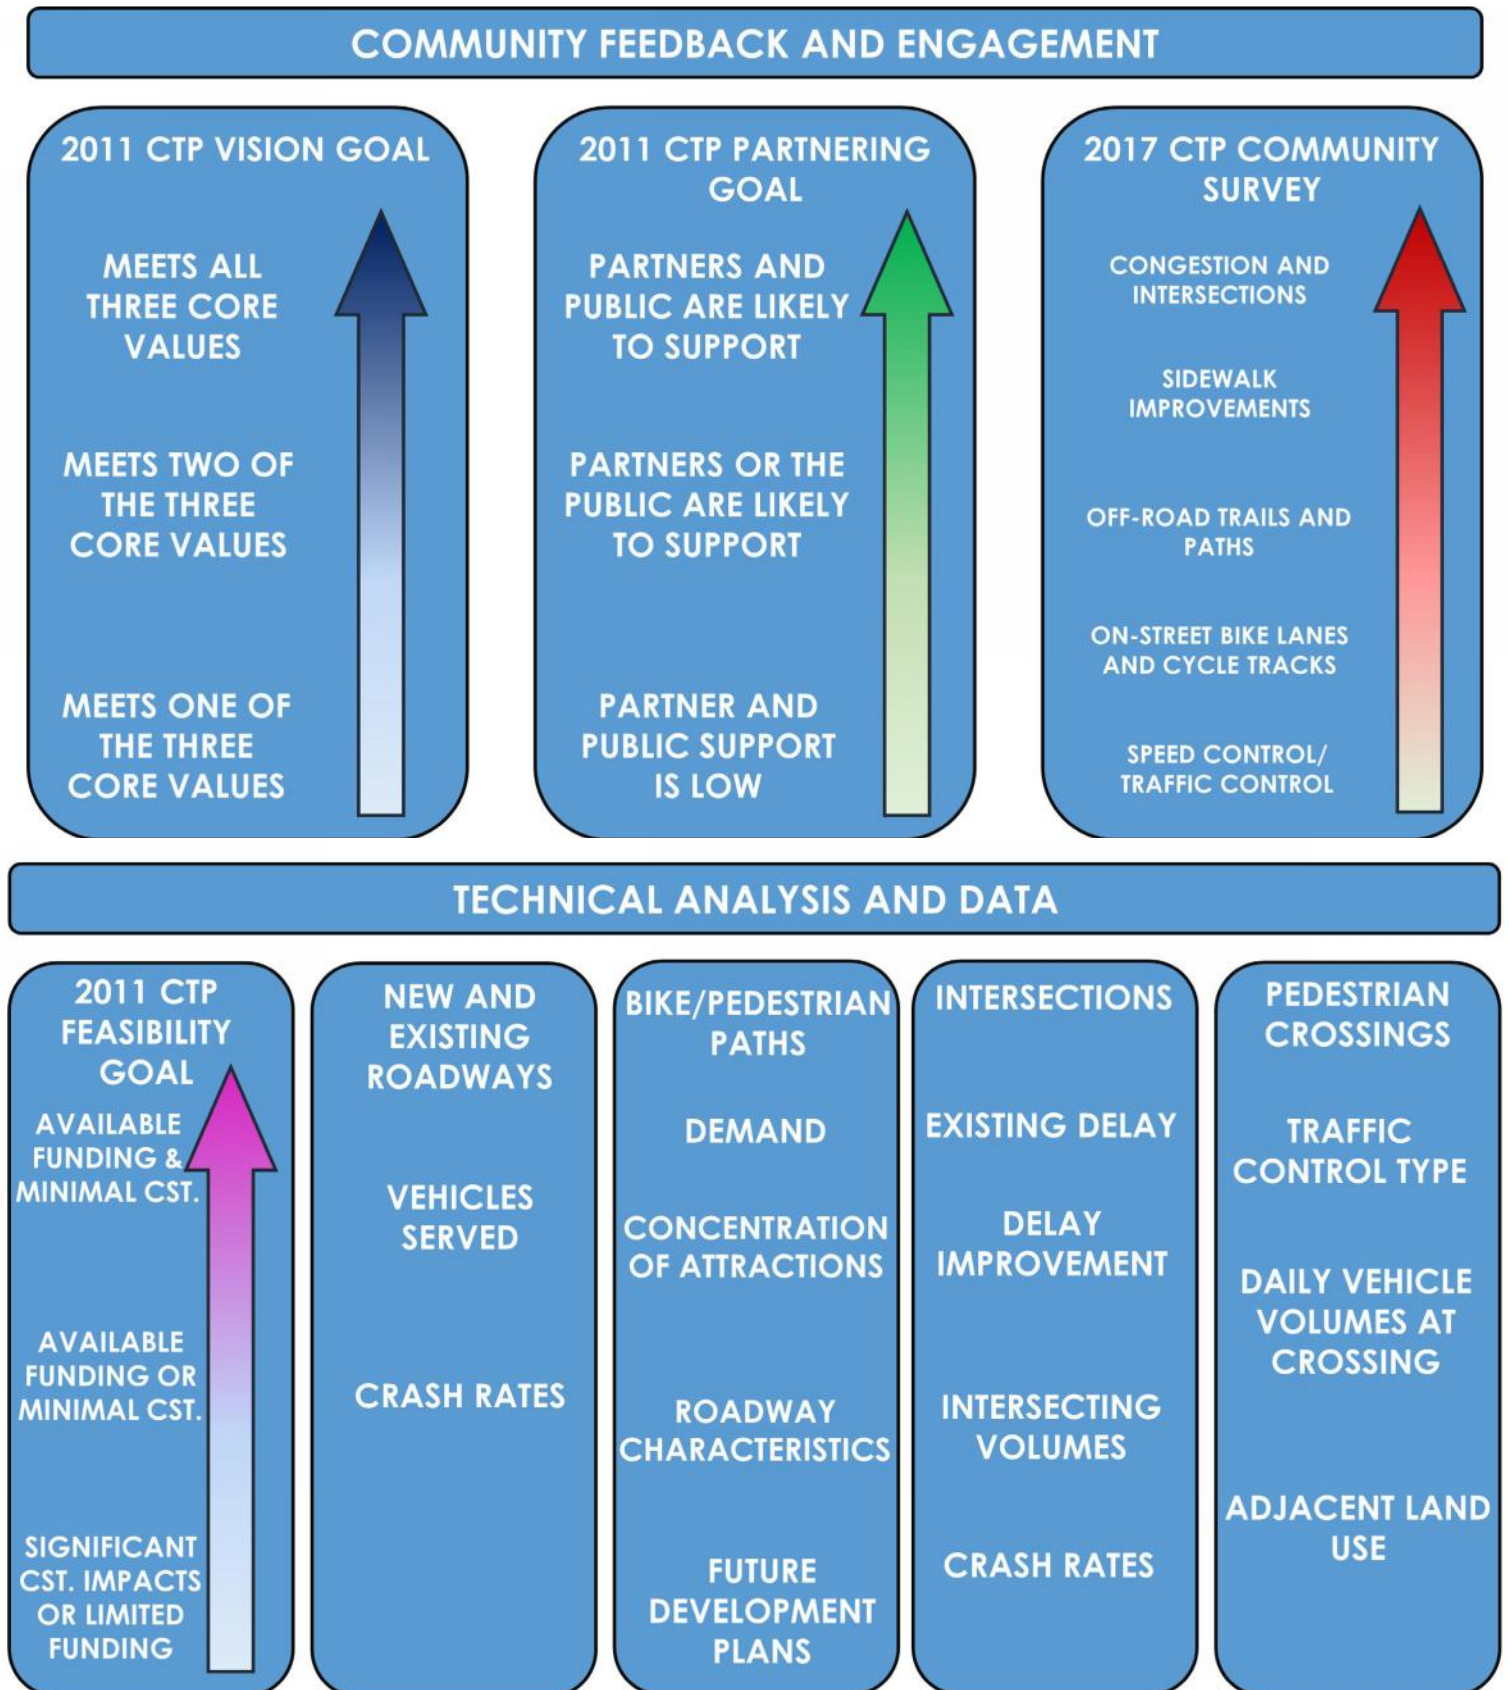 COMMUNITY FEEDBACK AND ENGAGEMENT
2011 CTP VISION GOAL
MEETS ALL
THREE CORE
VALUES
MEETS TWO OF
THE THREE
CORE VALUES
MEETS ONE OF
THE THREE
CORE VALUES
2011 CTP PARTNERING
GOAL
PARTNERS AND
PUBLIC ARE LIKELY
TO SUPPORT
PARTNERS OR THE
PUBLIC ARE LIKELY
TO SUPPORT
PARTNER AND
PUBLIC SUPPORT
IS LOW
2017 CTP COMMUNITY
SURVEY
CONGESTION AND
INTERSECTIONS
SIDEWALK
IMPROVEMENTS
OFF-ROAD TRAILS AND
PATHS
ON-STREET BIKE LANES
AND CYCLE TRACKS
SPEED CONTROL/
TRAFFIC CONTROL
TECHNICAL ANALYSIS AND DATA
2011 CTP
FEASIBILITY
GOAL
AVAILABLE
FUNDING &
MINIMAL CST.
AVAILABLE
FUNDING OR
MINIMAL CST.
SIGNIFICANT
CST. IMPACTS
OR LIMITED
FUNDING
NEW AND
EXISTING
ROADWAYS
VEHICLES
SERVED
CRASH RATES
BIKE/PEDESTRIAN
PATHS
DEMAND
CONCENTRATION
OF ATTRACTIONS
ROADWAY
CHARACTERISTICS
FUTURE
DEVELOPMENT
PLANS
INTERSECTIONS
EXISTING DELAY
DELAY
IMPROVEMENT
INTERSECTING
VOLUMES
CRASH RATES
PEDESTRIAN
CROSSINGS
TRAFFIC
CONTROL TYPE
DAILY VEHICLE
VOLUMES AT
CROSSING
ADJACENT LAND
USE